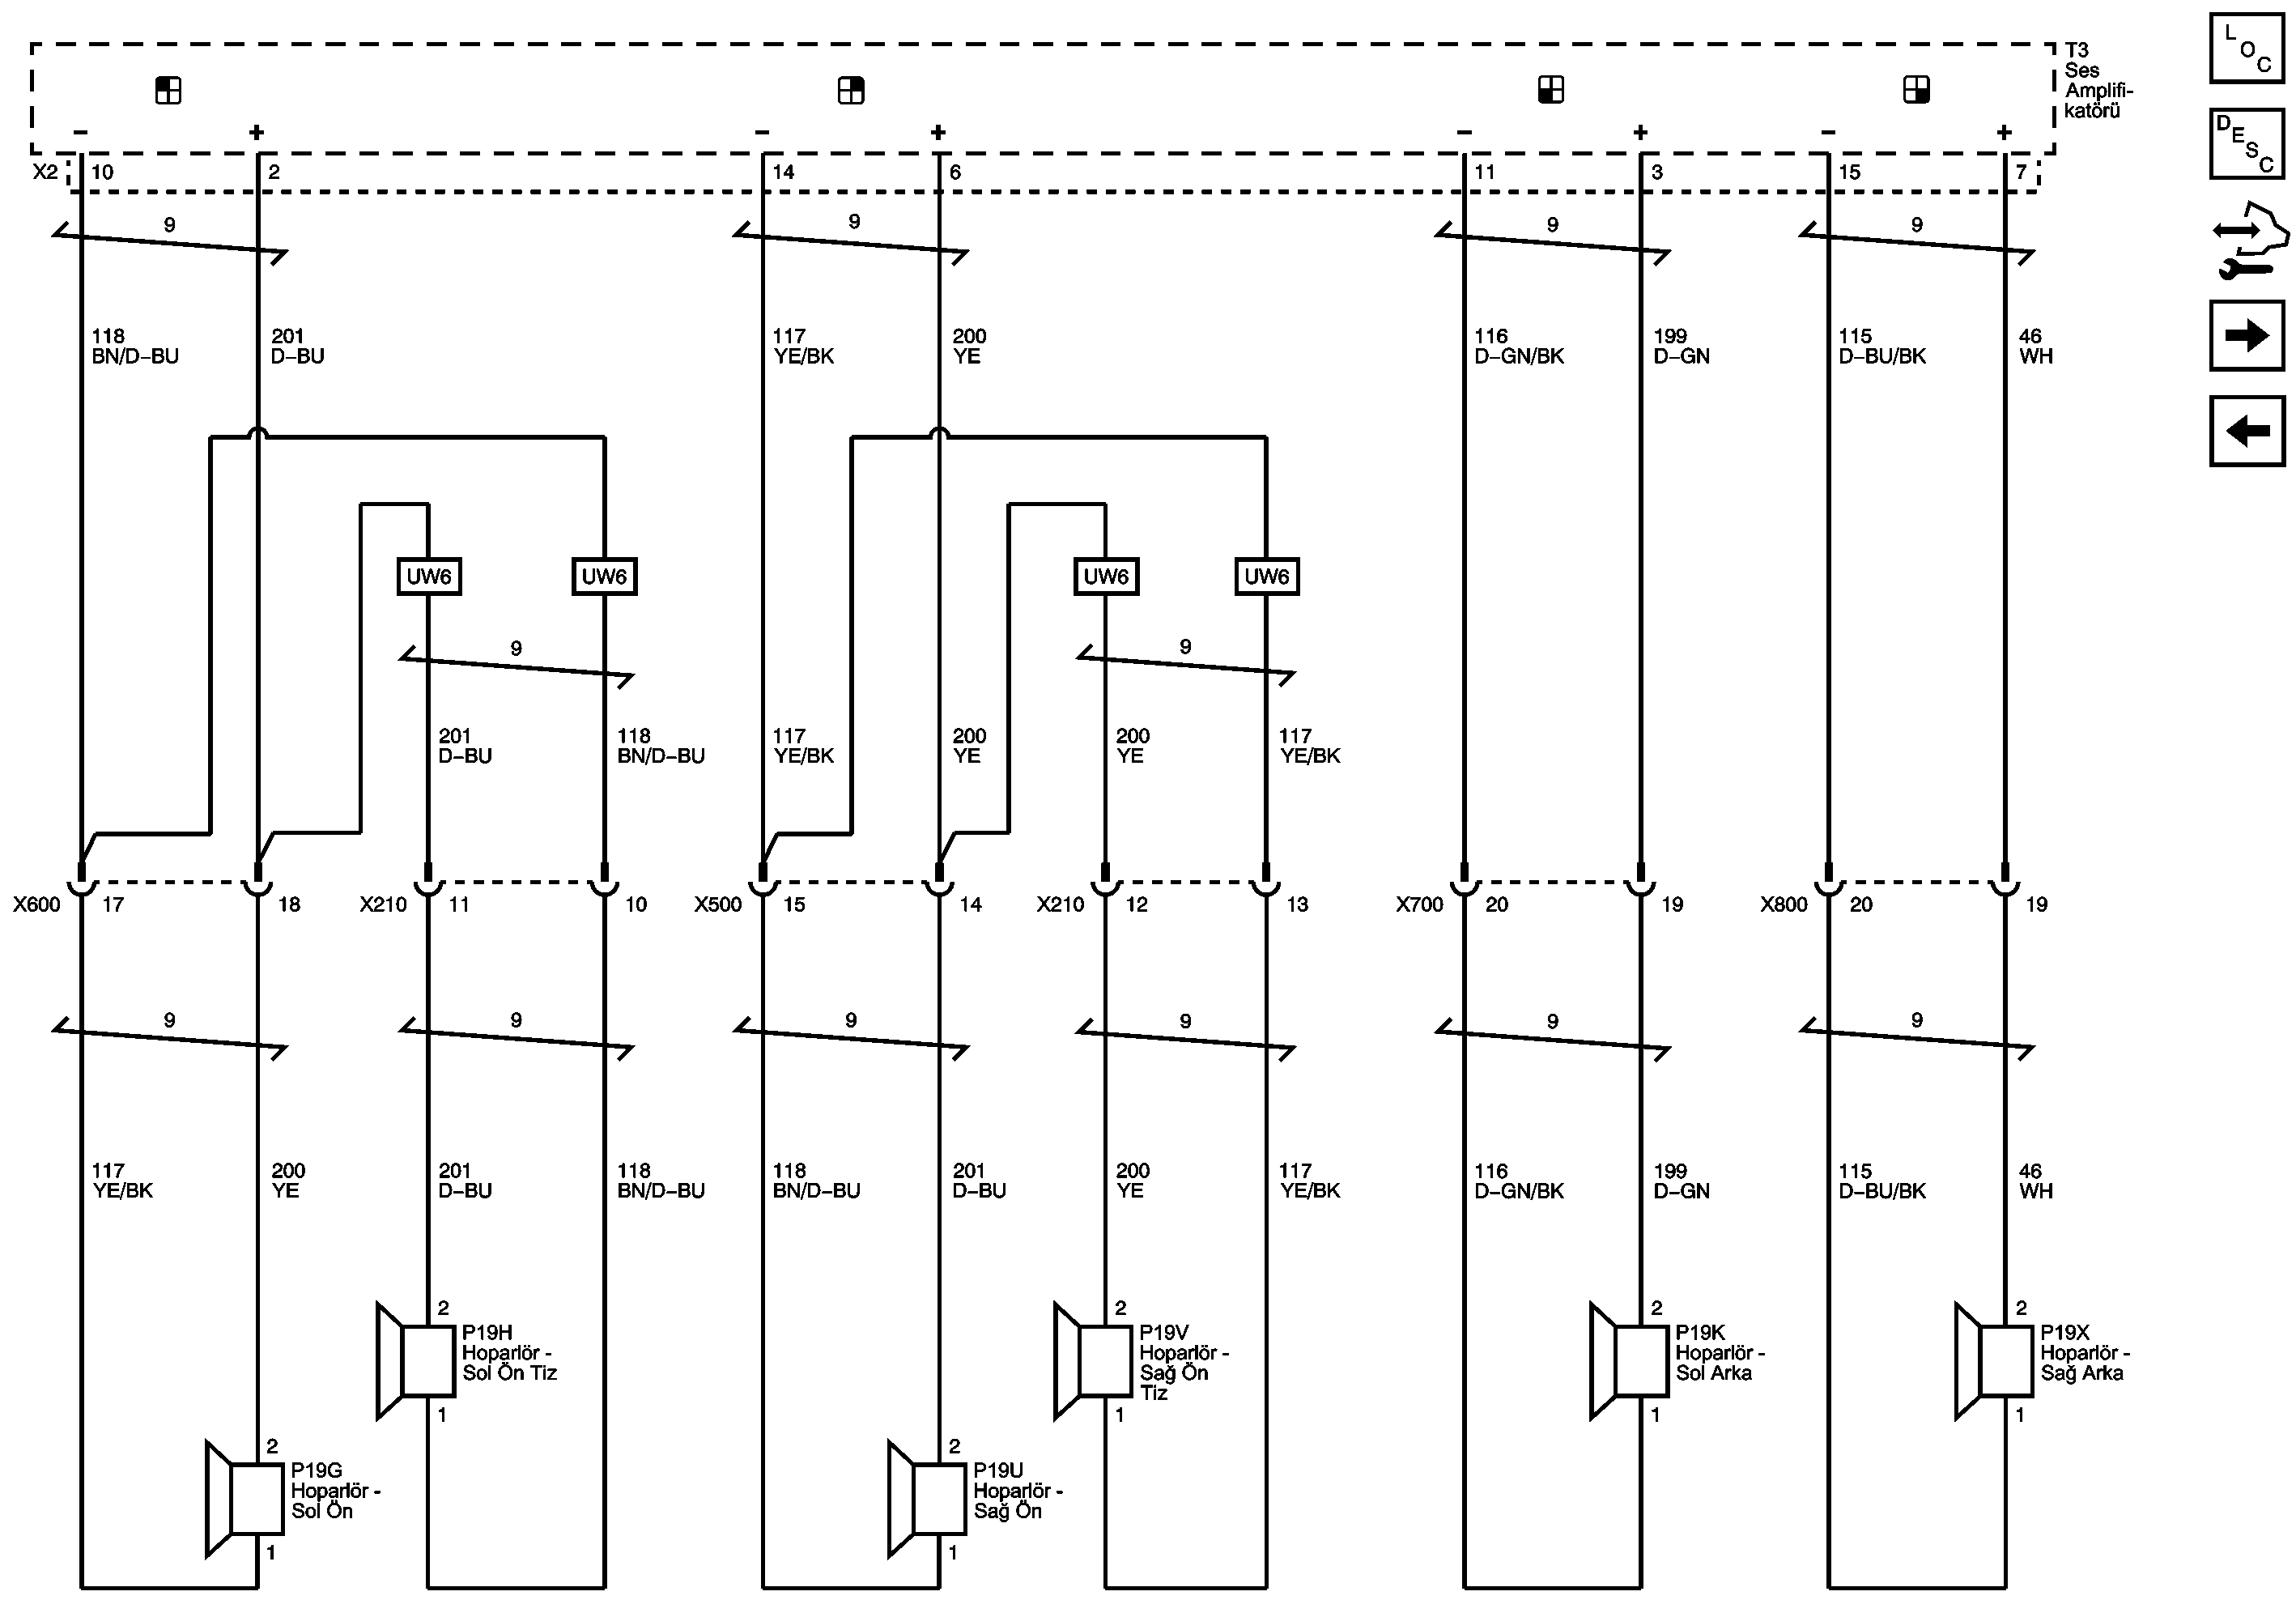 L
O
C
T3
Ses
Amplifi-
katörü
D
E
S
C
− + − + − + − +
X2 10 2 14 6 11 3 15 7
9 9 9 9
118 201 117 200 116 199 115 46
BN/D−BU D−BU YE/BK YE D−GN/BK D−GN D−BU/BK WH
UW6 UW6 UW6 UW6
9 9
201 118 117 200 200 117
D−BU BN/D−BU YE/BK YE YE YE/BK
X600 17 18 X210 11 10 X500 15 14 X210 12 13 X700 20 19 X800 20 19
9 9 9 9 9 9
117 200 201 118 118 201 200 117 116 199 115 46
YE/BK YE D−BU BN/D−BU BN/D−BU D−BU YE YE/BK D−GN/BK D−GN D−BU/BK WH
2
P19H
Hoparlör -
Sol Ön Tiz
1
2
P19V
Hoparlör -
Sağ Ön
Tiz
1
2
P19K
Hoparlör -
Sol Arka
1
2
P19X
Hoparlör -
Sağ Arka
1
2
P19G
Hoparlör -
Sol Ön
1
2
P19U
Hoparlör -
Sağ Ön
1